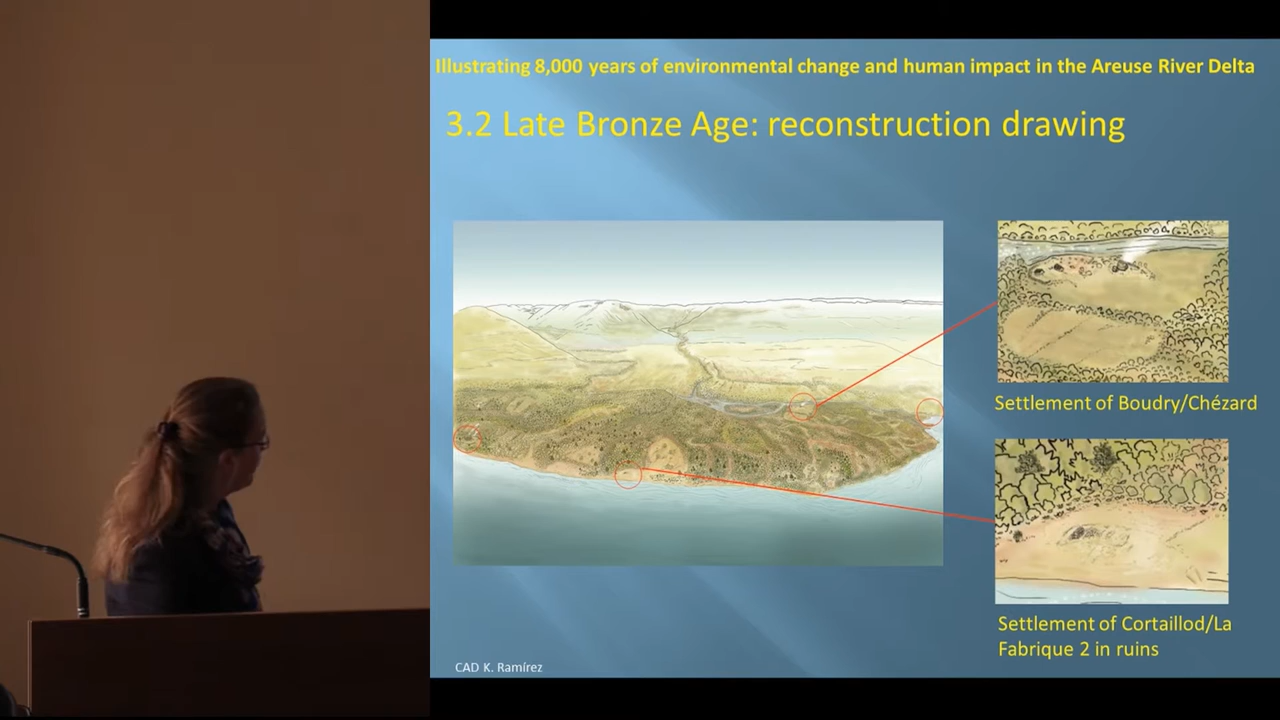 Illustrating 8,000 years of environmental change and human impact in the Areuse River Delta
3.2 Late Bronze Age: reconstruction drawing
Settlement of Boudry/Chézard
Settlement of Cortaillod/La
Fabrique 2 in ruins
CAD K. Ramírez